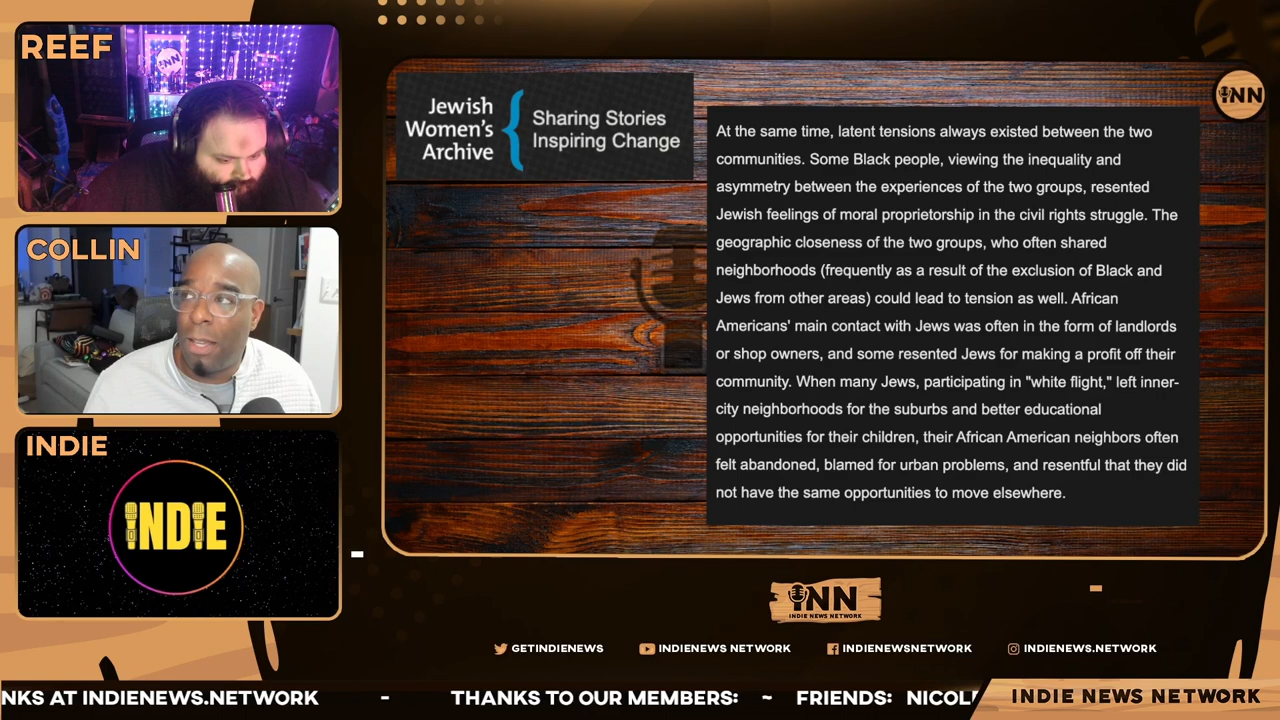 REEF
INN
COLLIN
INDIE
INDIE
Jewish
Women's
Archive
Sharing Stories
Inspiring Change
INN
At the same time, latent tensions always existed between the two
communities. Some Black people, viewing the inequality and
asymmetry between the experiences of the two groups, resented
Jewish feelings of moral proprietorship in the civil rights struggle. The
geographic closeness of the two groups, who often shared
neighborhoods (frequently as a result of the exclusion of Black and
Jews from other areas) could lead to tension as well. African
Americans' main contact with Jews was often in the form of landlords
or shop owners, and some resented Jews for making a profit off their
community. When many Jews, participating in "white flight," left inner-
city neighborhoods for the suburbs and better educational
opportunities for their children, their African American neighbors often
felt abandoned, blamed for urban problems, and resentful that they did
not have the same opportunities to move elsewhere.
INN
INDIE NEWS NETWORK
GETINDIENEWS INDIENEWS NETWORK INDIENEWSNETWORK INDIENEWS.NETWORK
NKS AT INDIENEWS.NETWORK - THANKS TO OUR MEMBERS: ~ FRIENDS: NICOL
INDIE NEWS NETWORK